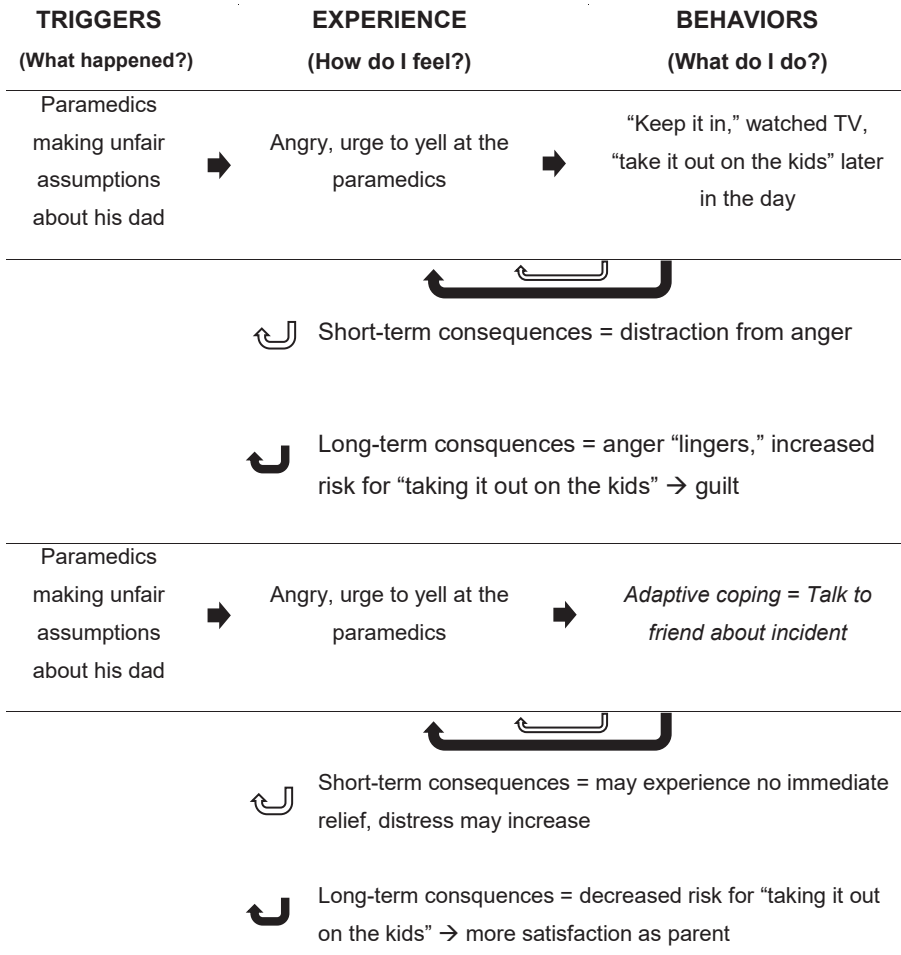 TRIGGERS
EXPERIENCE
BEHAVIORS
(What happened?)
(How do I feel?)
(What do I do?)
Paramedics
making unfair
assumptions
about his dad
Angry, urge to yell at the
paramedics
“Keep it in,” watched TV,
“take it out on the kids” later
in the day
Short-term consequences = distraction from anger
Long-term consquences = anger “lingers,” increased
risk for “taking it out on the kids” → guilt
Paramedics
making unfair
assumptions
about his dad
Angry, urge to yell at the
paramedics
Adaptive coping = Talk to
friend about incident
Short-term consequences = may experience no immediate
relief, distress may increase
Long-term consquences = decreased risk for “taking it out
on the kids” → more satisfaction as parent